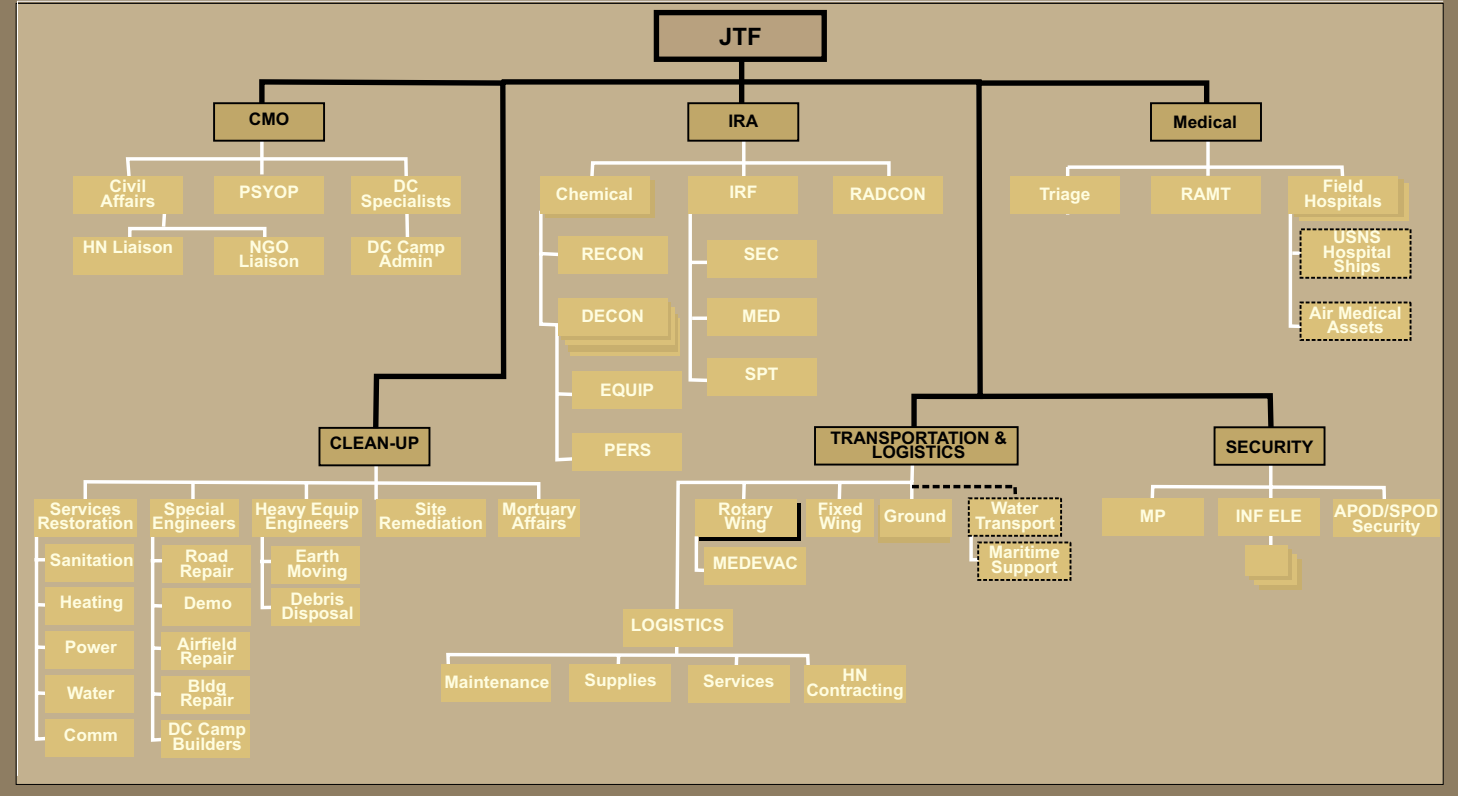 JTF
CMO
IRA
Medical
Civil
Affairs
PSYOP
DC
Specialists
HN Liaison
NGO
Liaison
DC Camp
Admin
Chemical
IRF
RADCON
RECON
DECON
EQUIP
PERS
SEC
MED
SPT
Triage
RAMT
Field
Hospitals
USNS
Hospital
Ships
Air Medical
Assets
CLEAN-UP
TRANSPORTATION &
LOGISTICS
SECURITY
Services
Restoration
Special
Engineers
Heavy Equip
Engineers
Site
Remediation
Mortuary
Affairs
Sanitation
Heating
Power
Water
Comm
Road
Repair
Demo
Airfield
Repair
Bldg
Repair
DC Camp
Builders
Earth
Moving
Debris
Disposal
Rotary
Wing
Fixed
Wing
Ground
Water
Transport
MEDEVAC
Maritime
Support
LOGISTICS
Maintenance
Supplies
Services
HN
Contracting
MP
INF ELE
APOD/SPOD
Security